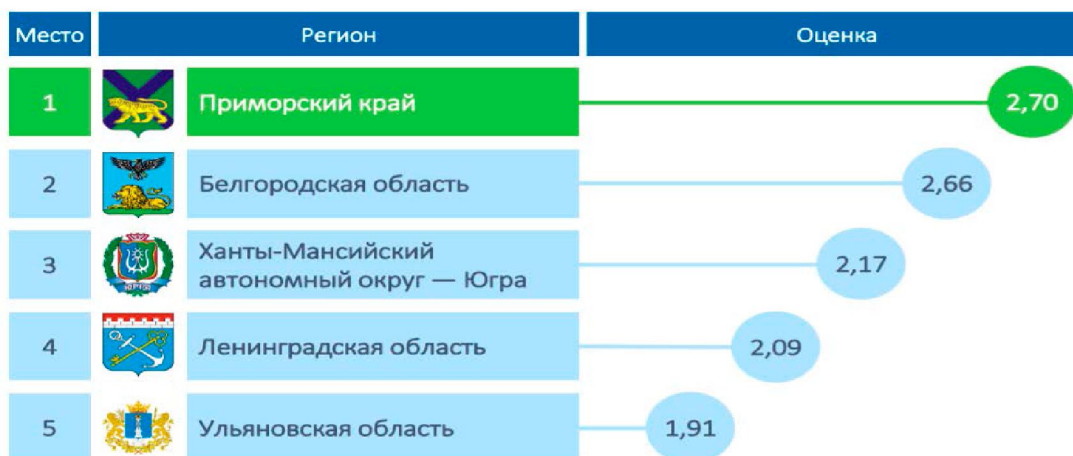 Место Регион Оценка
1 Приморский край 2,70
2 Белгородская область 2,66
3 Ханты-Мансийский
автономный округ — Югра 2,17
4 Ленинградская область 2,09
5 Ульяновская область 1,91